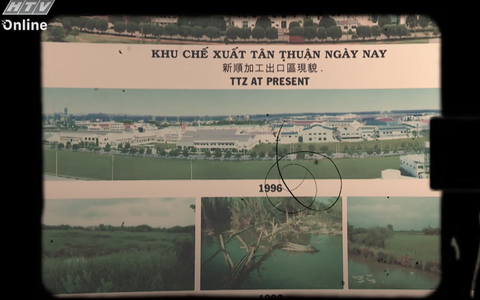 HTV
Online
KHU CHẾ XUẤT TÂN THUẬN NGÀY NAY
新順加工出口區現貌.
TTZ AT PRESENT
1996